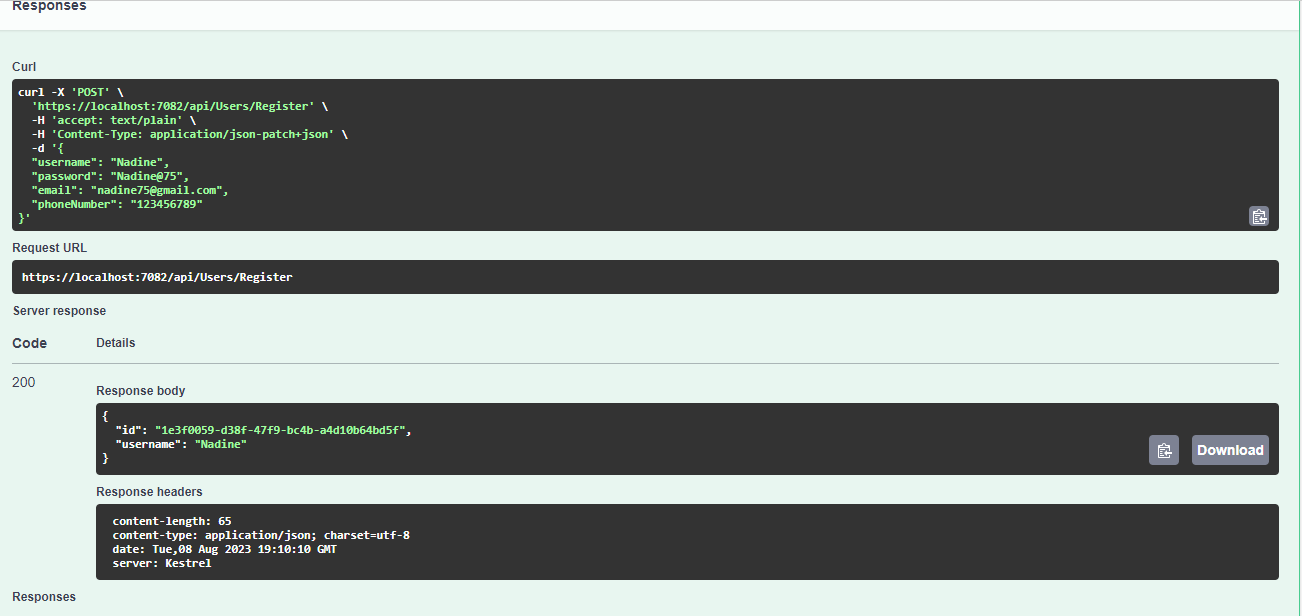 Responses
Curl
curl -X 'POST' \
'https://localhost:7082/api/Users/Register' \
-H 'accept: text/plain' \
-H 'Content-Type: application/json-patch+json' \
-d '{
"username": "Nadine",
"password": "Nadine@75",
"email": "nadine75@gmail.com",
"phoneNumber": "123456789"
}'
Request URL
https://localhost:7082/api/Users/Register
Server response
Code Details
200
Response body
{
"id": "1e3f0059-d38f-47f9-bc4b-a4d10b64bd5f",
"username": "Nadine"
}
Download
Response headers
content-length: 65
content-type: application/json; charset=utf-8
date: Tue,08 Aug 2023 19:10:10 GMT
server: Kestrel
Responses